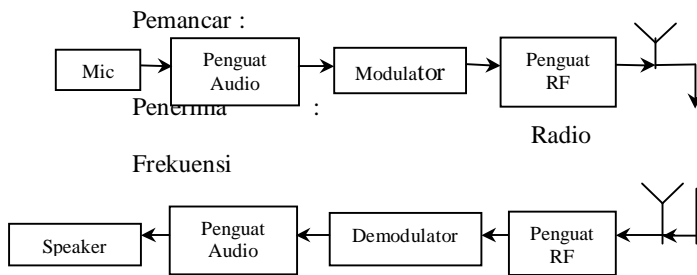 Pemancar :
Mic
Penguat
Audio
Modulator
Penguat
RF
Penerima :
Radio
Frekuensi
Speaker
Penguat
Audio
Demodulator
Penguat
RF